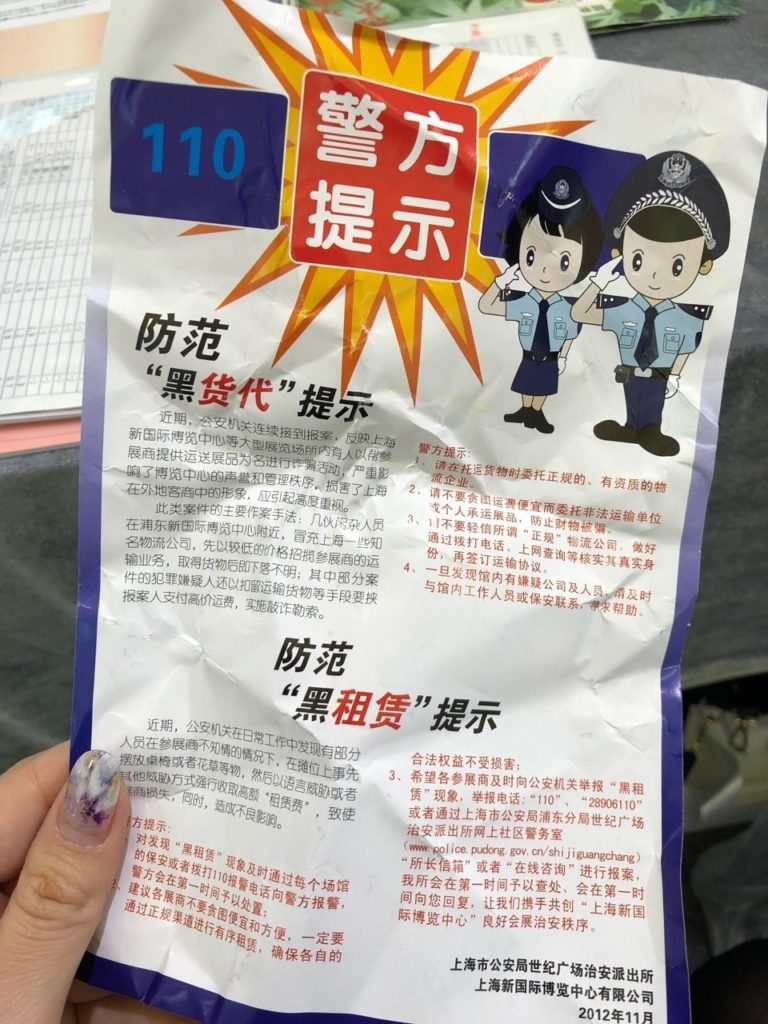 110
警方
提示
防范
“黑货代”提示
近期，公安机关连续接到报案，反映上海
新国际博览中心等大型展览场所内有人以帮参
展商提供运送展品为名进行诈骗活动，严重影
响了博览中心的声誉和管理秩序，损害了上海
在外地客商中的形象，应引起高度重视。
此类案件的主要作案手法：几伙闲杂人员
在浦东新国际博览中心附近，冒充上海一些知
名物流公司，先以较低的价格招揽参展商的运
输业务，取得货物后即下落不明；其中部分案
件的犯罪嫌疑人还以扣留运输货物等手段要挟
报案人支付高价运费，实施敲诈勒索。
警方提示：
1、请在托运货物时委托正规的、有资质的物
流企业。
2、请不要贪图运费便宜而委托非法运输单位
或个人承运展品，防止财物被骗。
3、不要轻信所谓“正规”物流公司，做好
通过拨打电话、上网查询等核实其真实身
份，再签订运输协议。
4、一旦发现馆内有嫌疑公司及人员，请及时
与馆内工作人员或保安联系，寻求帮助。
防范
“黑租赁”提示
近期，公安机关在日常工作中发现有部分
人员在参展商不知情的情况下，在摊位上事先
摆放桌椅或者花草等物，然后以语言威胁或者
其他威胁方式强行收取高额“租赁费”，致使
展商损失，同时，造成不良影响。
方提示：
对发现“黑租赁”现象及时通过每个场馆
的保安或者拨打110报警电话向警方报警，
警方会在第一时间予以处置；
建议各展商不要贪图便宜和方便，一定要
通过正规渠道进行有序租赁，确保各自的
合法权益不受损害：
3、希望各参展商及时向公安机关举报“黑租
赁”现象，举报电话：“110”、“28906110”
或者通过上海市公安局浦东分局世纪广场
治安派出所网上社区警务室
（www.police.pudong.gov.cn/shijiguangchang）
“所长信箱”或者“在线咨询”进行报案，
我所会在第一时间予以查处、会在第一时
间向您回复，让我们携手共创“上海新国
际博览中心”良好会展治安秩序。
上海市公安局世纪广场治安派出所
上海新国际博览中心有限公司
2012年11月